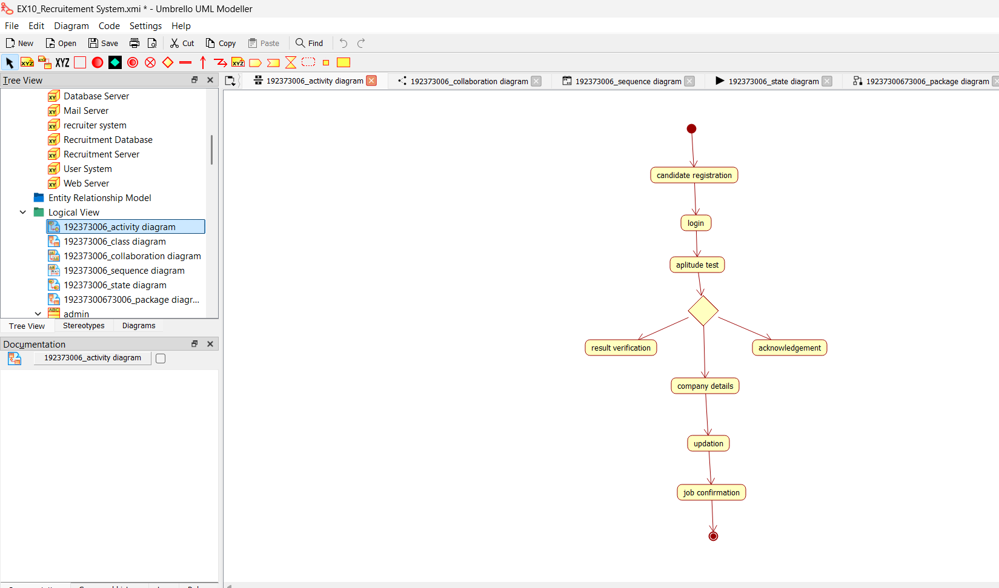 EX10_Recruitement System.xmi * - Umbrello UML Modeller
File Edit Diagram Code Settings Help
New Open Save Cut Copy Paste Find
XYZ XYZ XYZ XYZ
Tree View
192373006_activity diagram 192373006_collaboration diagram 192373006_sequence diagram 192373006_state diagram 19237300673006_package diagram
Database Server
Mail Server
recruiter system
Recruitment Database
Recruitment Server
User System
Web Server
Entity Relationship Model
Logical View
192373006_activity diagram
192373006_class diagram
192373006_collaboration diagram
192373006_sequence diagram
192373006_state diagram
19237300673006_package diagr...
admin
Tree View Stereotypes Diagrams
Documentation
192373006_activity diagram
candidate registration
login
aplitude test
result verification
acknowledgement
company details
updation
job confirmation